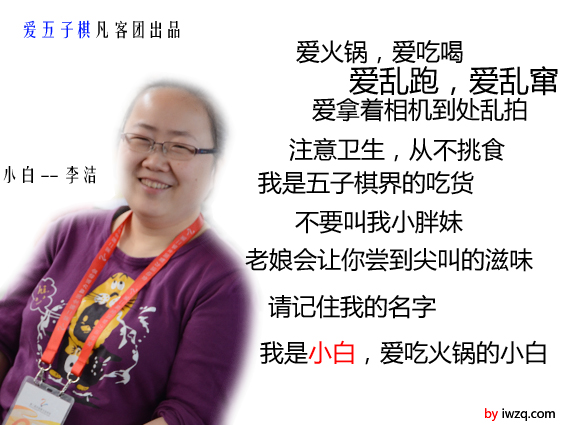 爱五子棋凡客团出品
爱火锅，爱吃喝
爱乱跑，爱乱窜
爱拿着相机到处乱拍
注意卫生，从不挑食
小白--李洁
我是五子棋界的吃货
不要叫我小胖妹
老娘会让你尝到尖叫的滋味
请记住我的名字
我是小白，爱吃火锅的小白
by iwzq.com